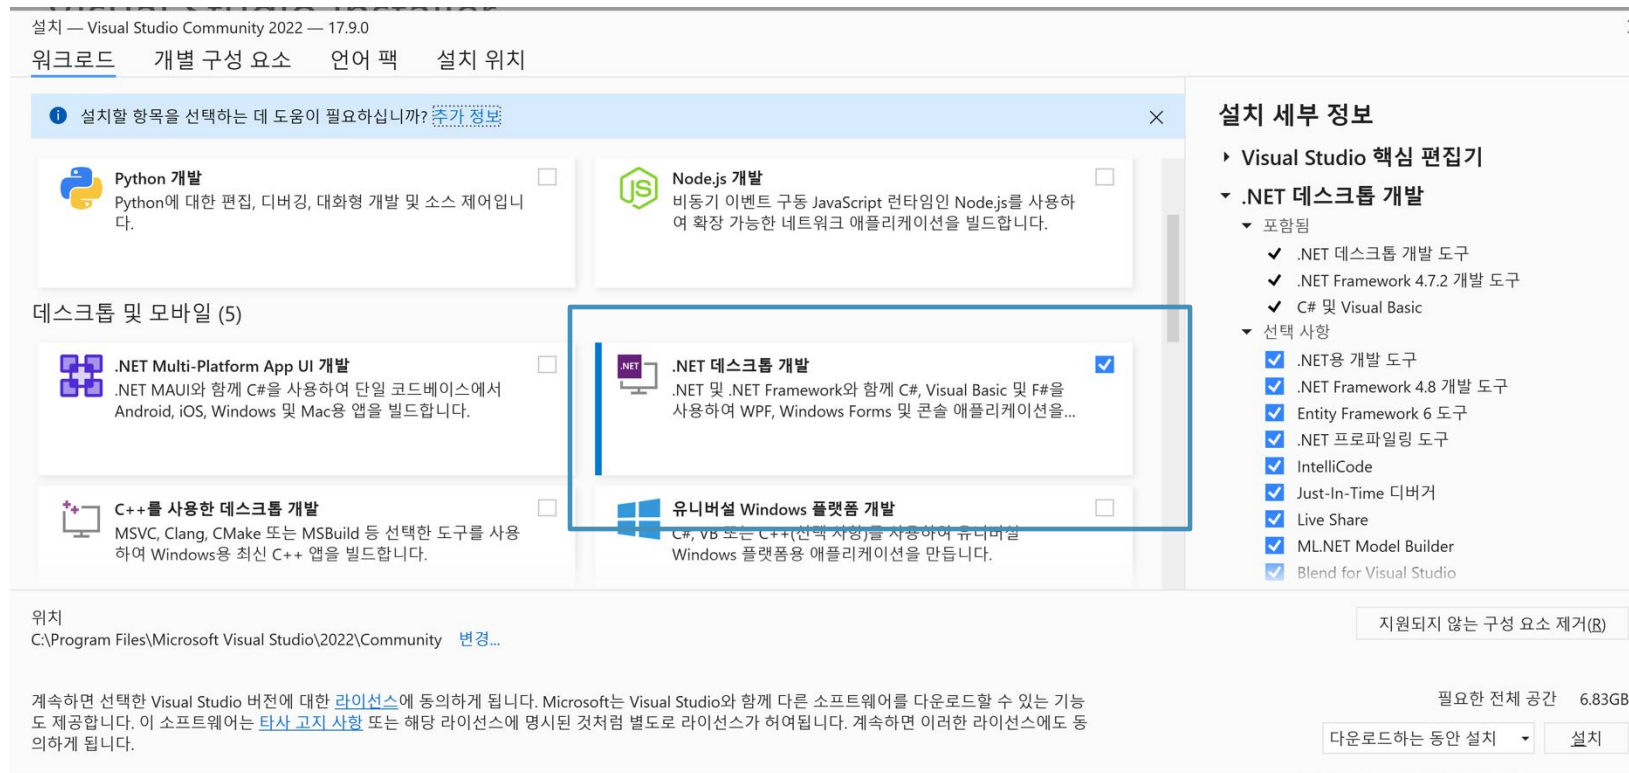 설치 — Visual Studio Community 2022 — 17.9.0
워크로드 개별 구성 요소 언어 팩 설치 위치
설치할 항목을 선택하는 데 도움이 필요하십니까? 추가 정보
Python 개발
Python에 대한 편집, 디버깅, 대화형 개발 및 소스 제어입니
다.
Node.js 개발
비동기 이벤트 구동 JavaScript 런타임인 Node.js를 사용하
여 확장 가능한 네트워크 애플리케이션을 빌드합니다.
데스크톱 및 모바일 (5)
.NET Multi-Platform App UI 개발
.NET MAUI와 함께 C#을 사용하여 단일 코드베이스에서
Android, iOS, Windows 및 Mac용 앱을 빌드합니다.
.NET
.NET 데스크톱 개발
.NET 및 .NET Framework와 함께 C#, Visual Basic 및 F#을
사용하여 WPF, Windows Forms 및 콘솔 애플리케이션을...
C++를 사용한 데스크톱 개발
MSVC, Clang, CMake 또는 MSBuild 등 선택한 도구를 사용
하여 Windows용 최신 C++ 앱을 빌드합니다.
유니버설 Windows 플랫폼 개발
C#, VB 또는 C++(선택 사항)를 사용하여 유니버설
Windows 플랫폼용 애플리케이션을 만듭니다.
설치 세부 정보
Visual Studio 핵심 편집기
.NET 데스크톱 개발
포함됨
.NET 데스크톱 개발 도구
.NET Framework 4.7.2 개발 도구
C# 및 Visual Basic
선택 사항
.NET용 개발 도구
.NET Framework 4.8 개발 도구
Entity Framework 6 도구
.NET 프로파일링 도구
IntelliCode
Just-In-Time 디버거
Live Share
ML.NET Model Builder
Blend for Visual Studio
위치
C:\Program Files\Microsoft Visual Studio\2022\Community 변경...
지원되지 않는 구성 요소 제거(R)
계속하면 선택한 Visual Studio 버전에 대한 라이선스에 동의하게 됩니다. Microsoft는 Visual Studio와 함께 다른 소프트웨어를 다운로드할 수 있는 기능
도 제공합니다. 이 소프트웨어는 타사 고지 사항 또는 해당 라이선스에 명시된 것처럼 별도로 라이선스가 허여됩니다. 계속하면 이러한 라이선스에도 동
의하게 됩니다.
필요한 전체 공간 6.83GB
다운로드하는 동안 설치 설치